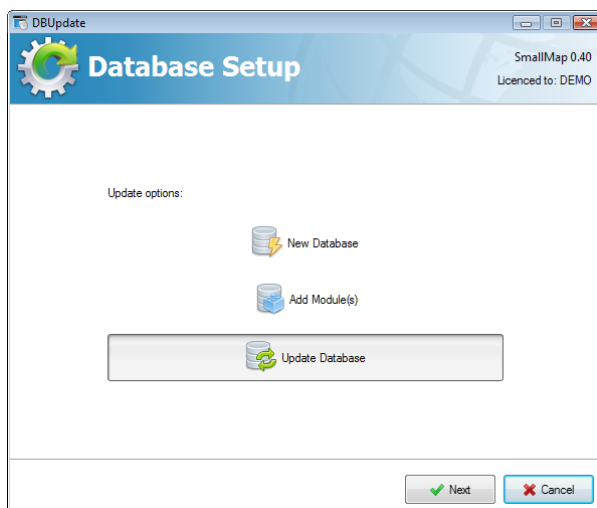 DBUpdate
Database Setup
SmallMap 0.40
Licenced to: DEMO
Update options:
New Database
Add Module(s)
Update Database
Next
Cancel